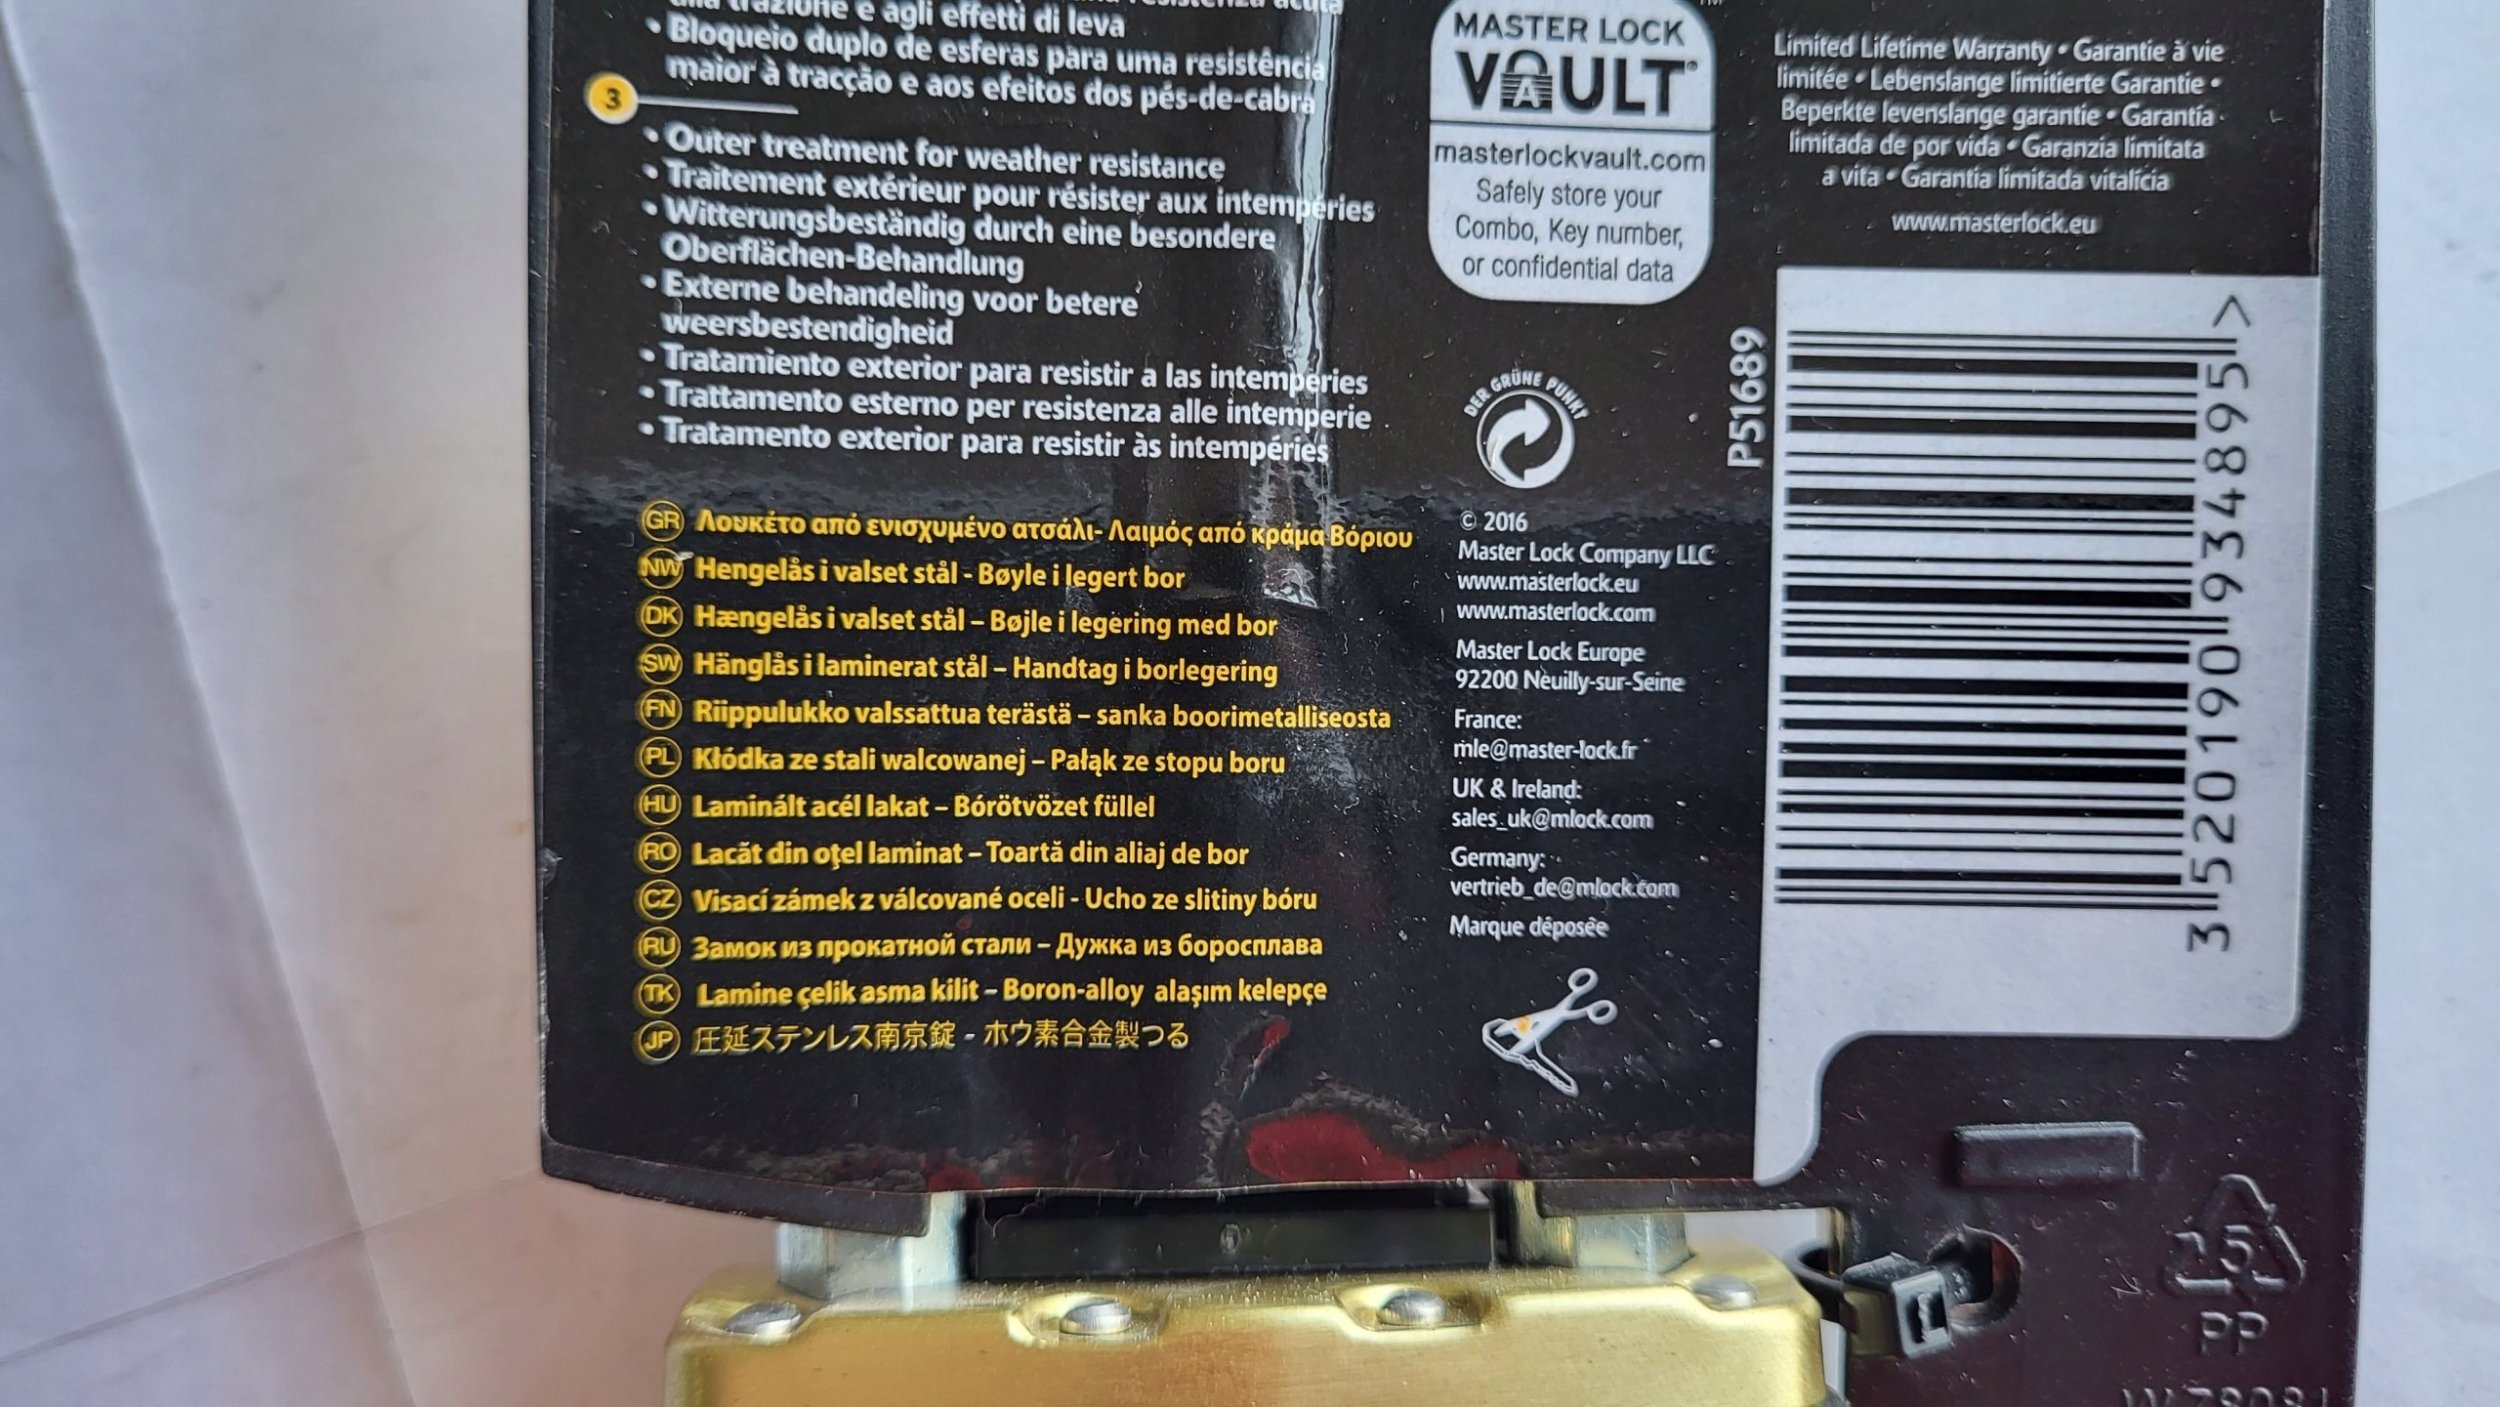 alla trazione e agli effetti di leva
• Bloqueio duplo de esferas para uma resistência
maior à tracção e aos efeitos dos pés-de-cabra
3
• Outer treatment for weather resistance
• Traitement extérieur pour résister aux intempéries
• Witterungsbeständig durch eine besondere
Oberflächen-Behandlung
• Externe behandeling voor betere
weersbestendigheid
• Tratamiento exterior para resistir a las intemperies
• Trattamento esterno per resistenza alle intemperie
• Tratamento exterior para resistir às intempéries
GR Λουκέτο από ενισχυμένο ατσάλι- Λαιμός από κράμα Βόριου
NW Hengelås i valset stål - Bøyle i legert bor
DK Hængelås i valset stål – Bøjle i legering med bor
SW Hänglås i laminerat stål – Handtag i borlegering
FN Riippulukko valssattua terästä – sanka boorimetalliseosta
PL Kłódka ze stali walcowanej – Pałąk ze stopu boru
HU Laminált acél lakat – Bórötvözet füllel
RO Lacăt din oţel laminat – Toartă din aliaj de bor
CZ Visací zámek z válcované oceli - Ucho ze slitiny bóru
RU Замок из прокатной стали – Дужка из боросплава
TK Lamine çelik asma kilit – Boron-alloy alaşım kelepçe
JP 圧延ステンレス南京錠 - ホウ素合金製つる
MASTER LOCK
VAULT®
masterlockvault.com
Safely store your
Combo, Key number,
or confidential data
DER GRÜNE PUNKT
© 2016
Master Lock Company LLC
www.masterlock.eu
www.masterlock.com
Master Lock Europe
92200 Neuilly-sur-Seine
France:
mle@master-lock.fr
UK & Ireland:
sales_uk@mlock.com
Germany:
vertrieb_de@mlock.com
Marque déposée
Limited Lifetime Warranty • Garantie à vie
limitée • Lebenslange limitierte Garantie •
Beperkte levenslange garantie • Garantía
limitada de por vida • Garanzia limitata
a vita • Garantia limitada vitalícia
www.masterlock.eu
P51689
3 520190 934895 >
5
PP